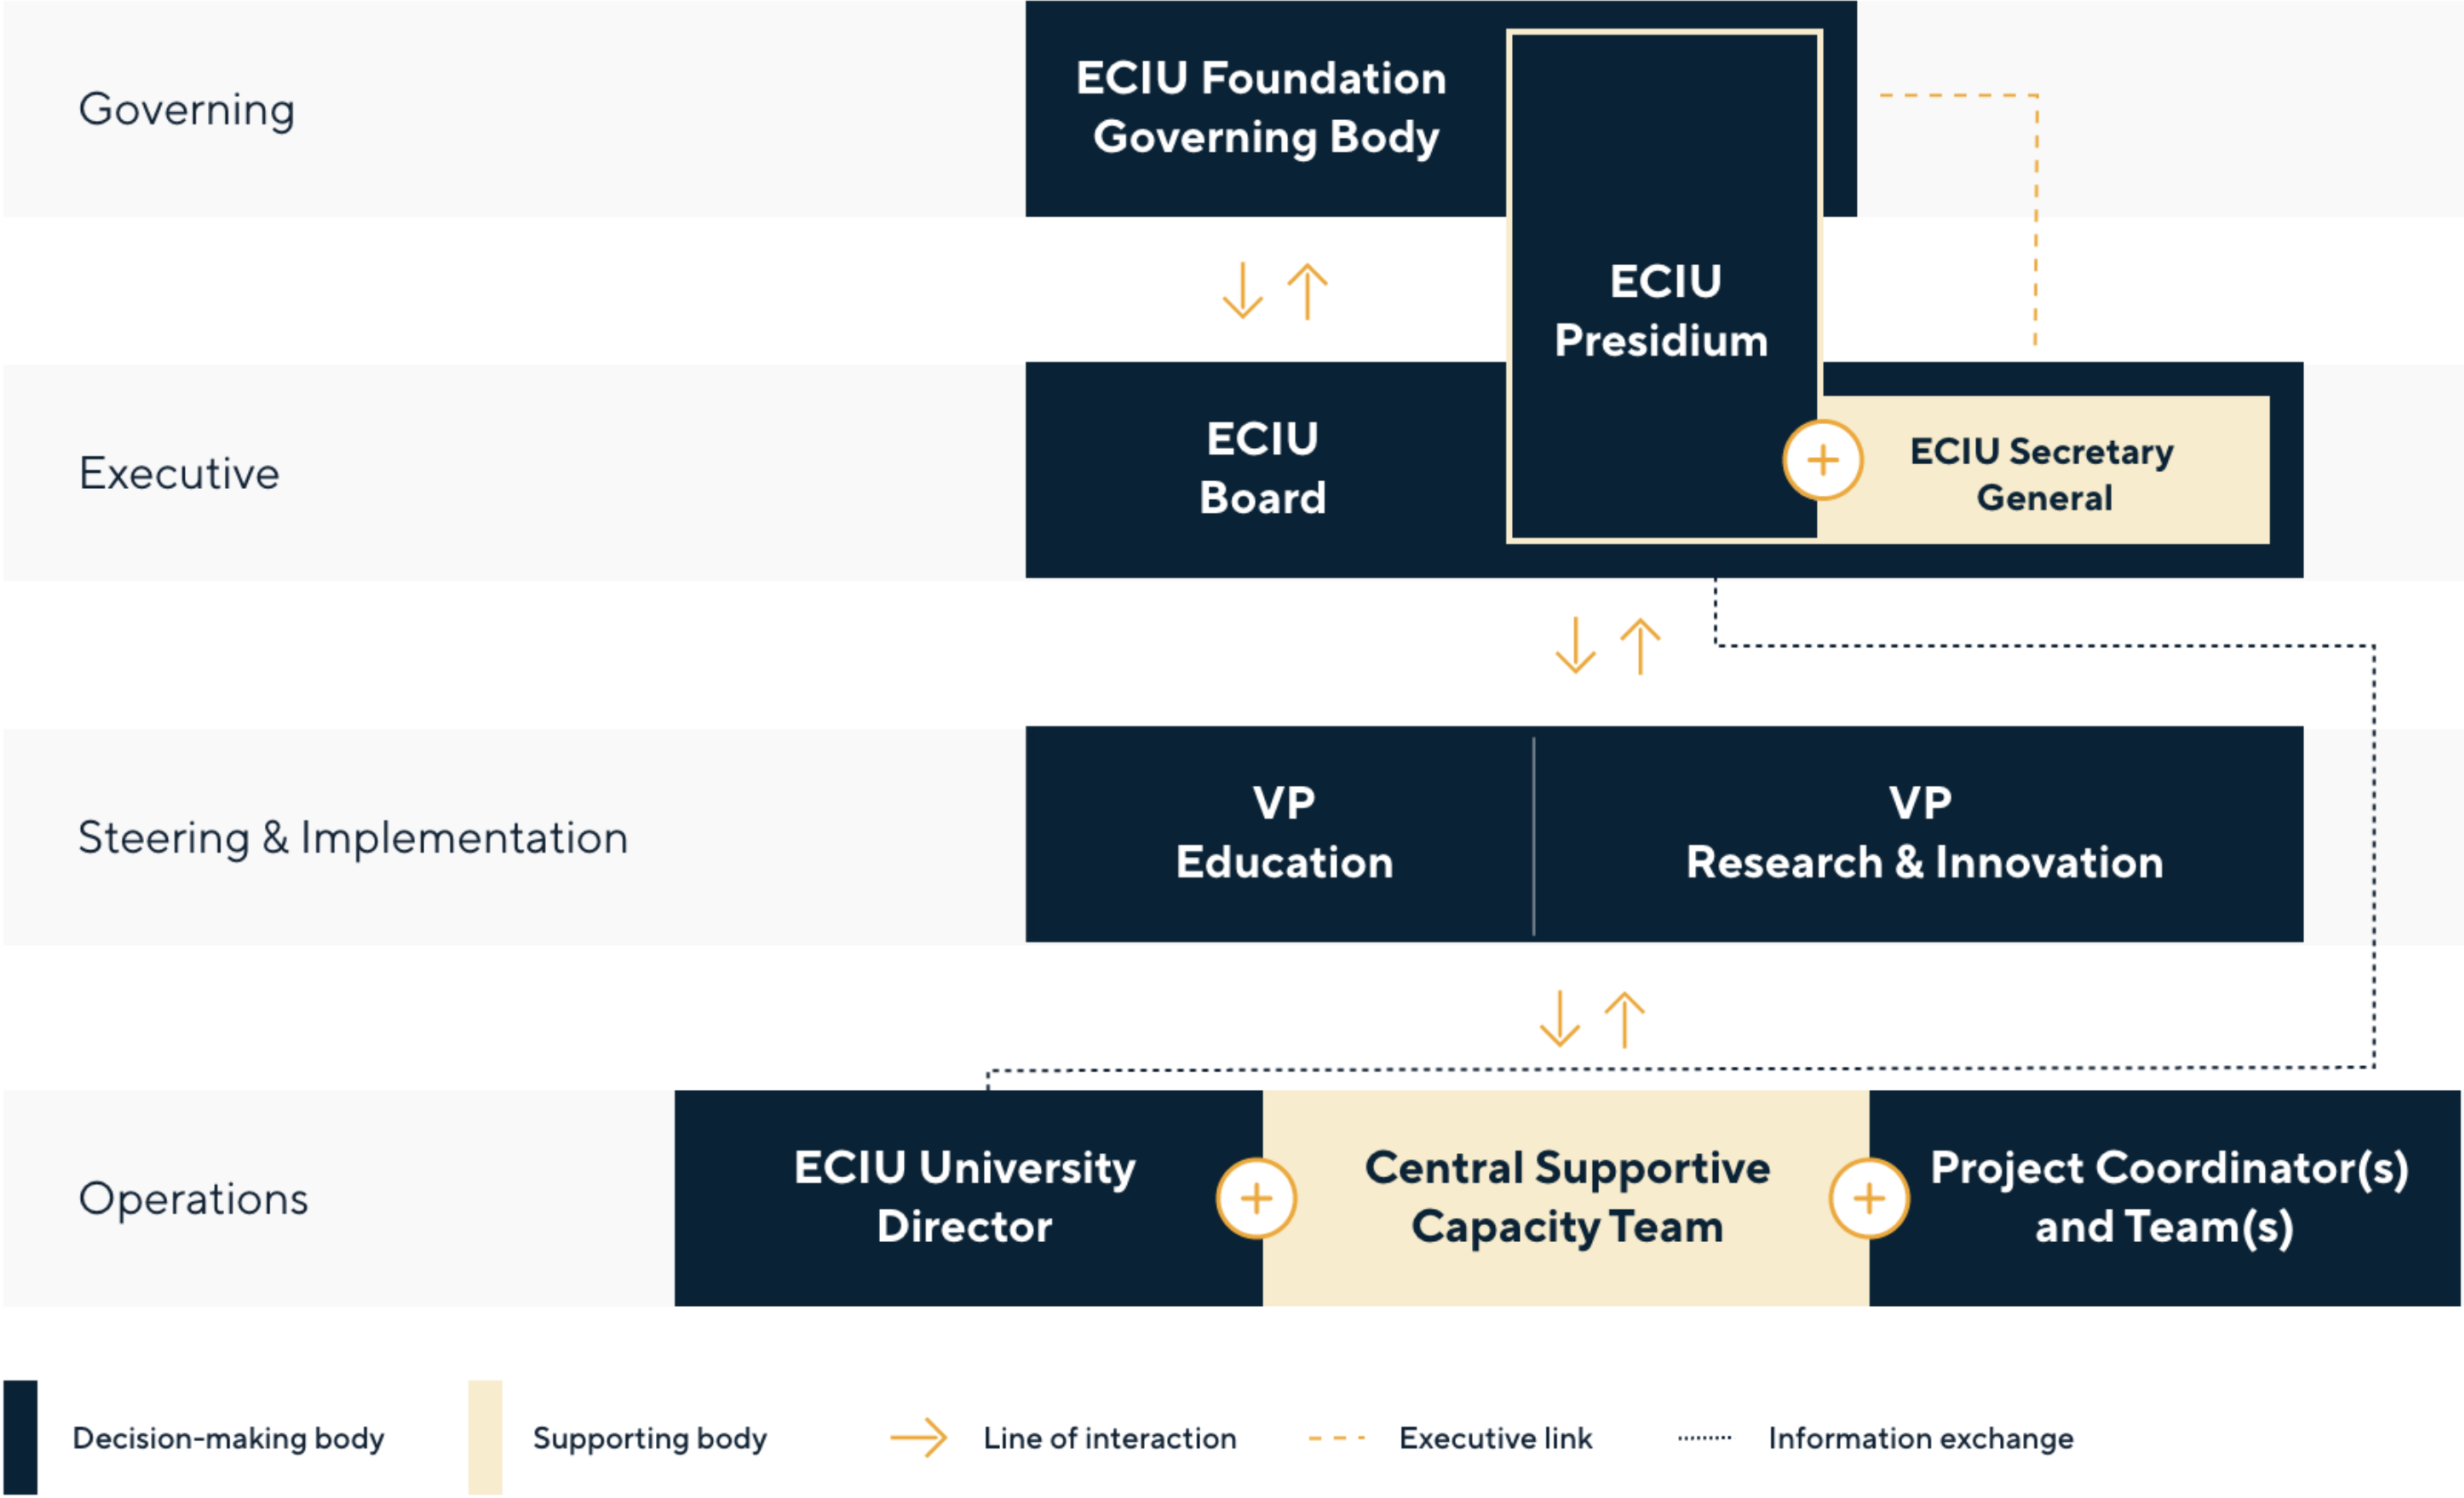 Governing
ECIU Foundation
Governing Body
ECIU
Presidium
Executive
ECIU
Board
ECIU Secretary
General
Steering & Implementation
VP
Education
VP
Research & Innovation
Operations
ECIU University
Director
Central Supportive
Capacity Team
Project Coordinator(s)
and Team(s)
Decision-making body
Supporting body
Line of interaction
Executive link
Information exchange